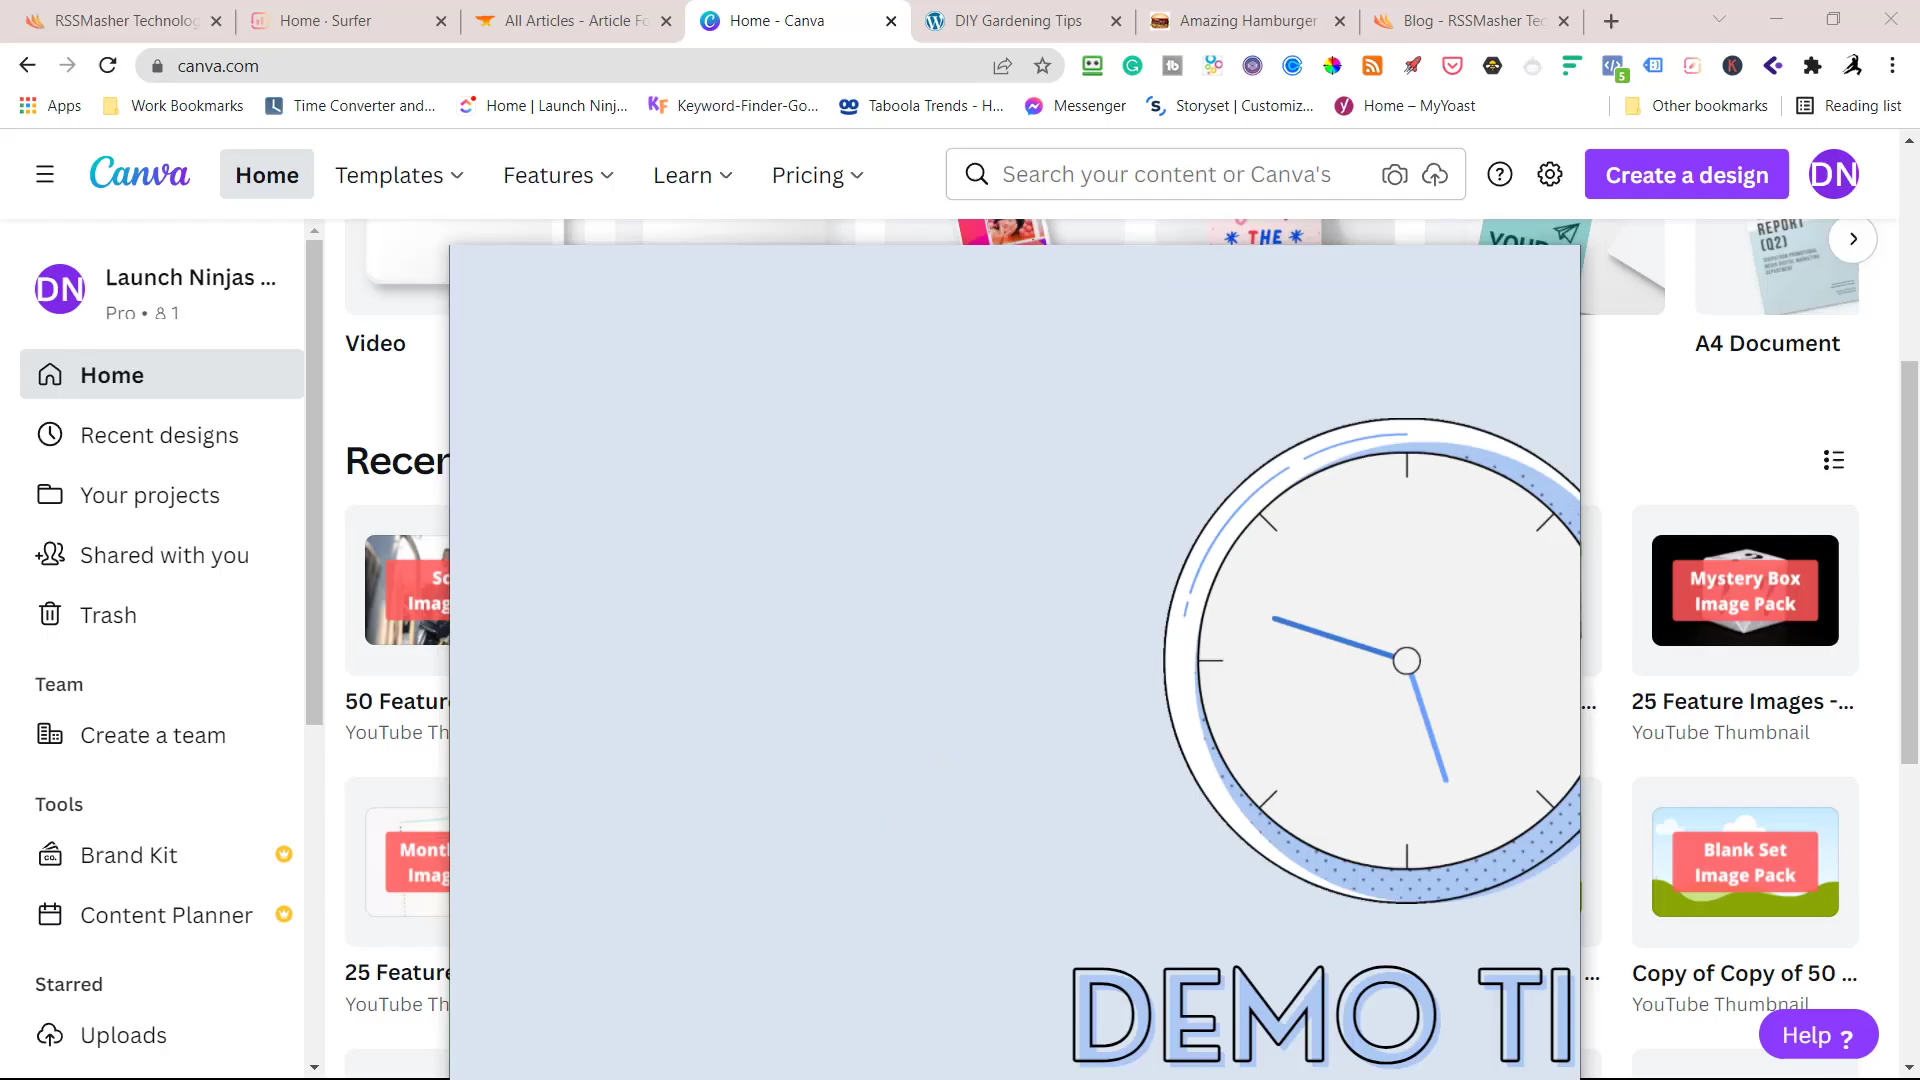 RSSMasher Technolog
Home · Surfer
All Articles - Article Fo
Home - Canva
DIY Gardening Tips
Amazing Hamburger
Blog - RSSMasher Tec
canva.com
5
Apps
Work Bookmarks
Time Converter and...
Home | Launch Ninj...
Keyword-Finder-Go...
Taboola Trends - H...
Messenger
Storyset | Customiz...
Home – MyYoast
Other bookmarks
Reading list
Canva
Home
Templates
Features
Learn
Pricing
Search your content or Canva's
Create a design
DN
DN
Launch Ninjas ...
Pro • 1
Home
Recent designs
Your projects
Shared with you
Trash
Team
Create a team
Tools
Brand Kit
Content Planner
Starred
Uploads
* THE *
YOUR
REPORT
(Q2)
Video
A4 Document
Recen
Mystery Box
Image Pack
50 Feature
YouTube Th
...
25 Feature Images -...
YouTube Thumbnail
Mont
Imag
Blank Set
Image Pack
25 Feature
YouTube Th
...
Copy of Copy of 50 ...
YouTube Thumbnail
DEMO TI
Help ?